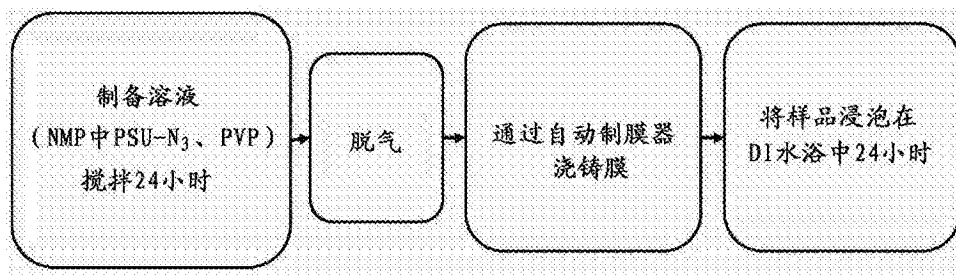 制备溶液
(NMP中PSU-N₃、PVP)
搅拌24小时
脱气
通过自动制膜器
浇铸膜
将样品浸泡在
DI水浴中24小时